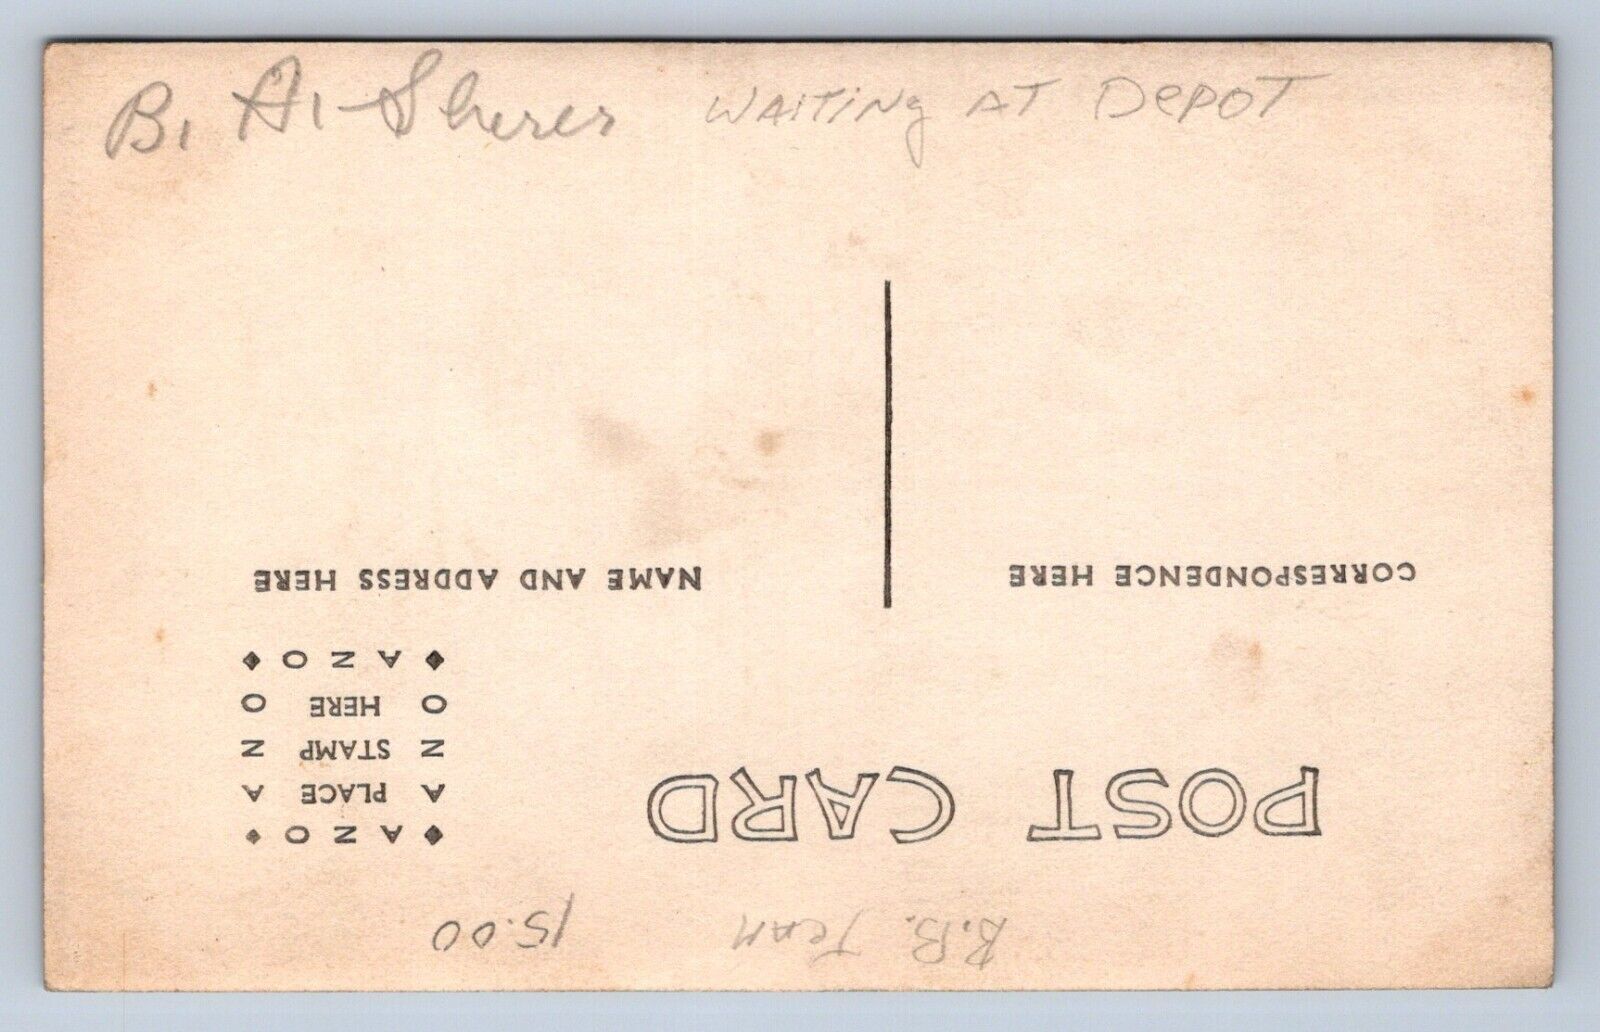 B. A. Sherer WAITING AT DEPOT
NAME AND ADDRESS HERE
CORRESPONDENCE HERE
AZO
O HERE O
Z STAMP Z
A PLACE A
AZO
POST CARD
B.B. TEAM 15.00